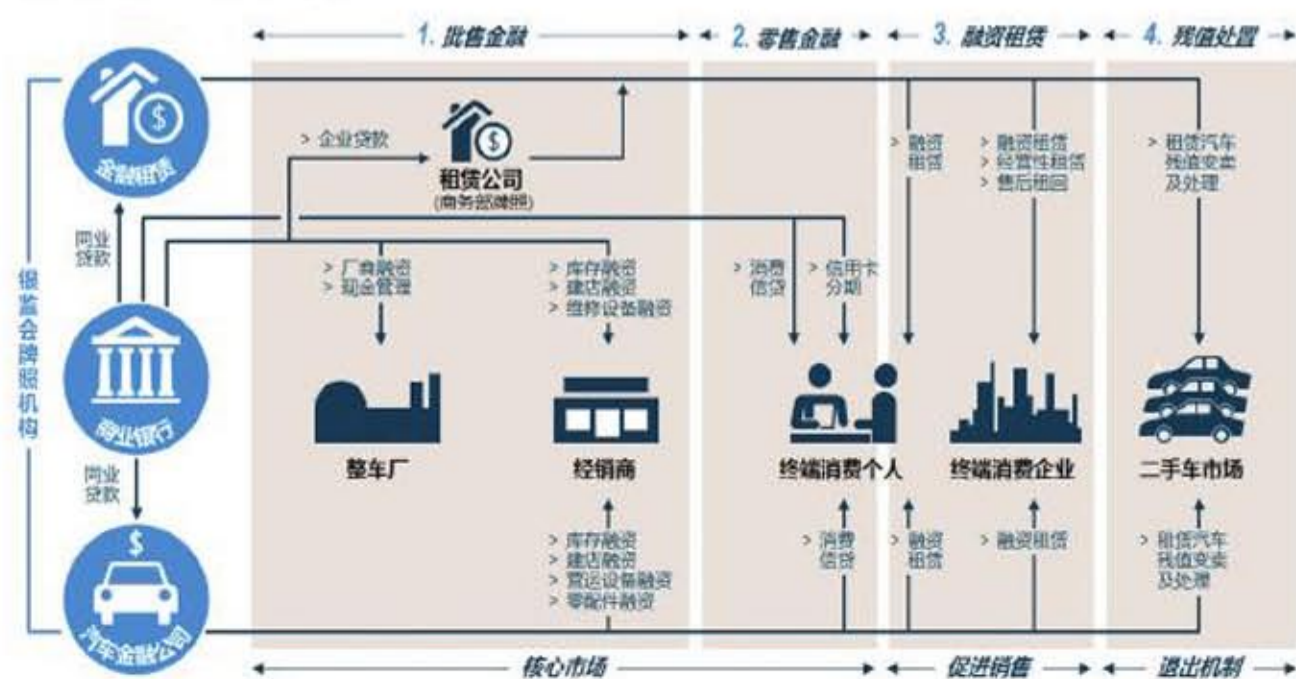 1. 批售金融
2. 零售金融
3. 融资租赁
4. 残值处置
银监会牌照机构
金融租赁
同业
贷款
商业银行
同业
贷款
汽车金融公司
> 企业贷款
租赁公司
(商务部牌照)
> 厂商融资
> 现金管理
> 库存融资
> 建店融资
> 维修设备融资
> 消费
信贷
> 信用卡
分期
> 融资
租赁
> 融资租赁
> 经营性租赁
> 售后租回
> 租赁汽车
残值变卖
及处理
整车厂
经销商
终端消费个人
终端消费企业
二手车市场
> 库存融资
> 建店融资
> 营运设备融资
> 零配件融资
> 消费
信贷
> 融资
租赁
> 融资租赁
> 租赁汽车
残值变卖
及处理
核心市场
促进销售
退出机制